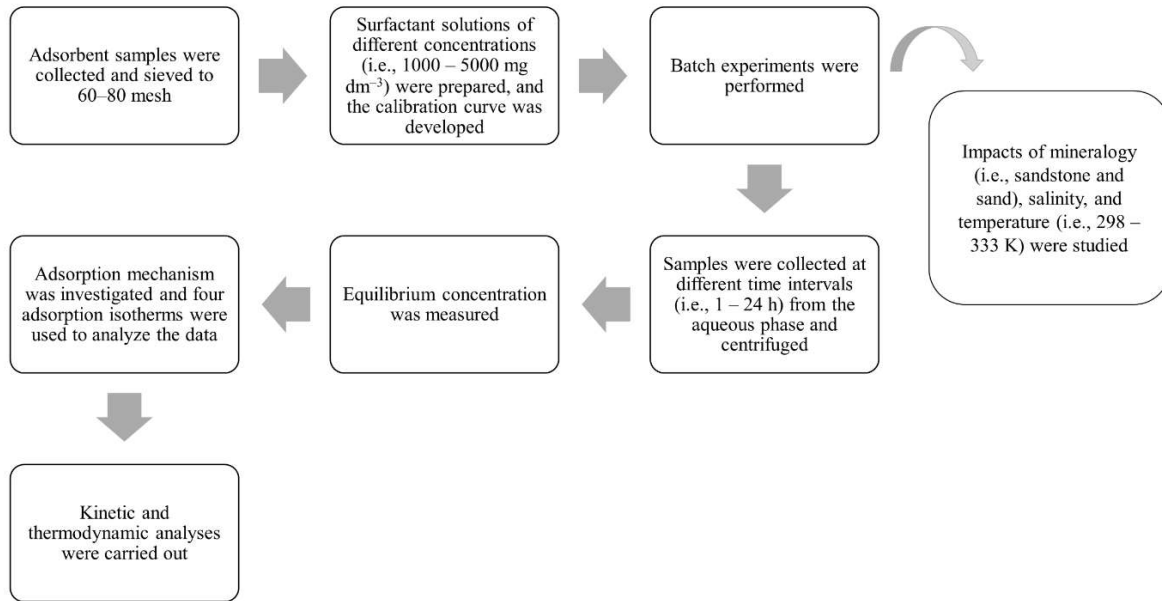 Adsorbent samples were
collected and sieved to
60–80 mesh
Surfactant solutions of
different concentrations
(i.e., 1000 – 5000 mg
dm⁻³) were prepared, and
the calibration curve was
developed
Batch experiments were
performed
Impacts of mineralogy
(i.e., sandstone and
sand), salinity, and
temperature (i.e., 298 –
333 K) were studied
Samples were collected at
different time intervals
(i.e., 1 – 24 h) from the
aqueous phase and
centrifuged
Equilibrium concentration
was measured
Adsorption mechanism
was investigated and four
adsorption isotherms were
used to analyze the data
Kinetic and
thermodynamic analyses
were carried out